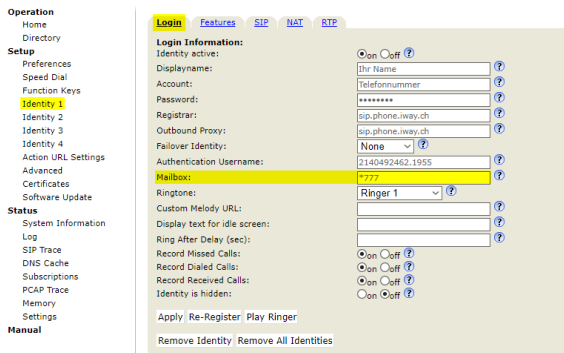 Operation
Home
Directory
Setup
Preferences
Speed Dial
Function Keys
Identity 1
Identity 2
Identity 3
Identity 4
Action URL Settings
Advanced
Certificates
Software Update
Status
System Information
Log
SIP Trace
DNS Cache
Subscriptions
PCAP Trace
Memory
Settings
Manual
Login Features SIP NAT RTP
Login Information:
Identity active: on off ?
Displayname: Ihr Name ?
Account: Telefonnummer ?
Password: •••••••• ?
Registrar: sip.phone.iway.ch ?
Outbound Proxy: sip.phone.iway.ch ?
Failover Identity: None ?
Authentication Username: 2140492462.1955 ?
Mailbox: *777 ?
Ringtone: Ringer 1 ?
Custom Melody URL: ?
Display text for idle screen: ?
Ring After Delay (sec): ?
Record Missed Calls: on off ?
Record Dialed Calls: on off ?
Record Received Calls: on off ?
Identity is hidden: on off ?
Apply Re-Register Play Ringer
Remove Identity Remove All Identities